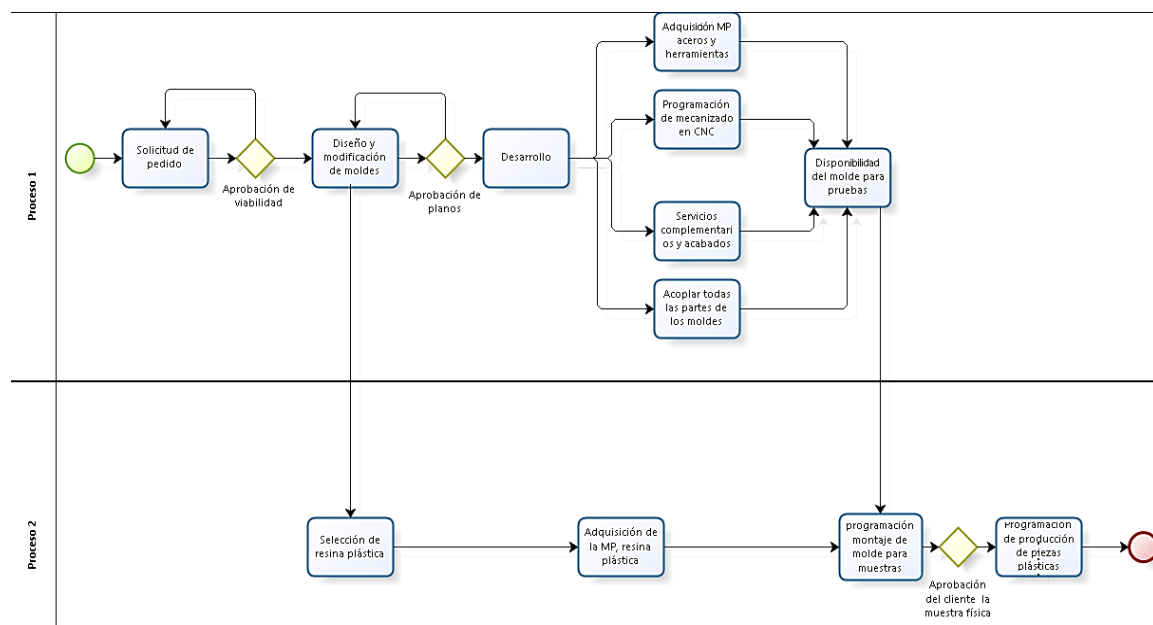 Proceso 1
Solicitud de
pedido
Aprobación de
viabilidad
Diseño y
modificación
de moldes
Aprobación de
planos
Desarrollo
Adquisición MP
aceros y
herramientas
Programación
de mecanizado
en CNC
Servicios
complementari
os y acabados
Acoplar todas
las partes de
los moldes
Disponibilidad
del molde para
pruebas
Proceso 2
Selección de
resina plástica
Adquisición de
la MP, resina
plástica
programación
montaje de
molde para
muestras
Aprobación
del cliente la
muestra física
Programación
de producción
de piezas
plásticas